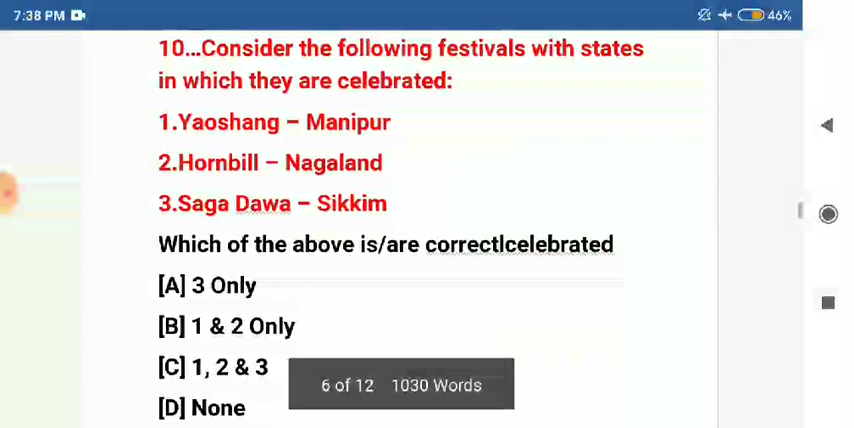 7:38 PM
46%
10...Consider the following festivals with states
in which they are celebrated:
1.Yaoshang – Manipur
2.Hornbill – Nagaland
3.Saga Dawa – Sikkim
Which of the above is/are correctlcelebrated
[A] 3 Only
[B] 1 & 2 Only
[C] 1, 2 & 3
6 of 12 1030 Words
[D] None